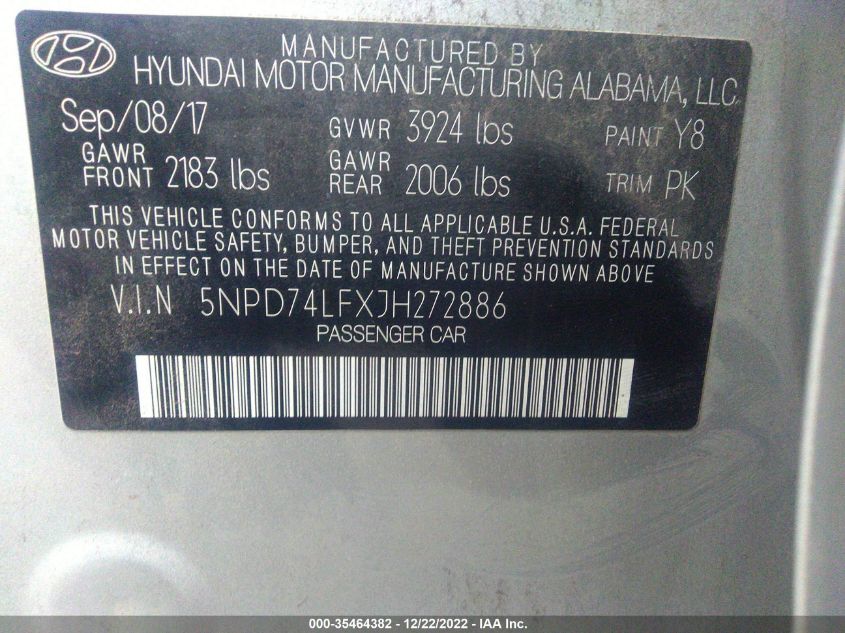 MANUFACTURED BY
HYUNDAI MOTOR MANUFACTURING ALABAMA, LLC
Sep/08/17 GVWR 3924 lbs PAINT Y8
GAWR FRONT 2183 lbs GAWR REAR 2006 lbs TRIM PK
THIS VEHICLE CONFORMS TO ALL APPLICABLE U.S.A. FEDERAL
MOTOR VEHICLE SAFETY, BUMPER, AND THEFT PREVENTION STANDARDS
IN EFFECT ON THE DATE OF MANUFACTURE SHOWN ABOVE
V.I.N 5NPD74LFXJH272886
PASSENGER CAR
000-35464382 - 12/22/2022 - IAA Inc.